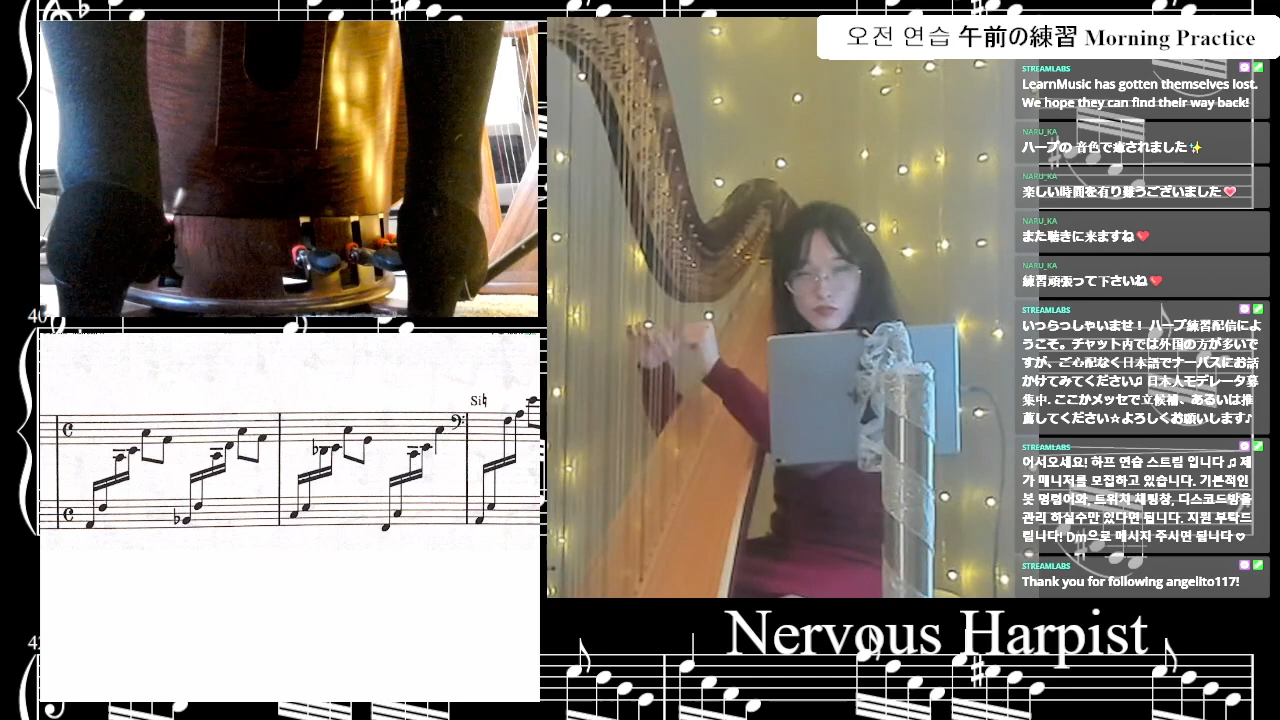 오전 연습 午前の練習 Morning Practice
STREAMLABS
LearnMusic has gotten themselves lost.
We hope they can find their way back!
NARU_KA
ハープの 音色で癒されました✨
NARU_KA
楽しい時間を有り難うございました💗
NARU_KA
また聴きに来ますね❤️
NARU_KA
練習頑張って下さいね❤️
STREAMLABS
いらっしゃいませ！ ハープ練習配信によ
うこそ。チャット内では外国の方が多いで
すが、ご心配なく日本語でナーバスにお話
かけてみてください♫ 日本人モデレータ募
集中. ここかメッセで立候補、あるいは推
薦してください☆よろしくお願いします♪
STREAMLABS
어서오세요! 하프 연습 스트림 입니다 ♫ 제
가 매니저를 모집하고 있습니다. 기본적인
봇 명령어와, 트위치 채팅창, 디스코드방을
관리 하실수만 있다면 됩니다. 지원 부탁드
립니다! Dm으로 메시지 주시면 됩니다 ♡
STREAMLABS
Thank you for following angelito117!
40
Si♮
42
Nervous Harpist